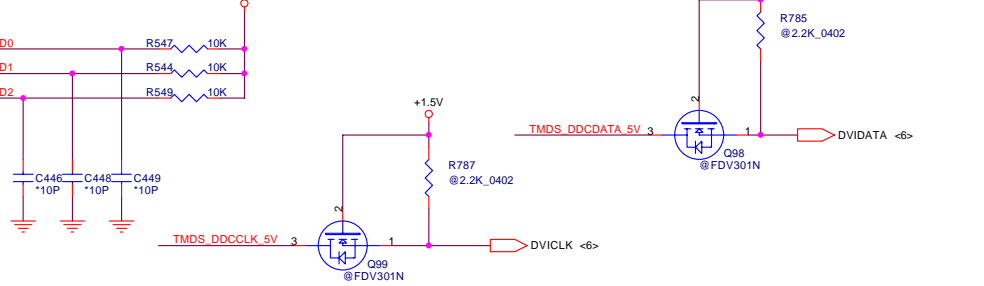 R785
@2.2K_0402
D0
R547
10K
D1
R544
10K
D2
R549
10K
+1.5V
2
TMDS_DDCDATA_5V
3
1
DVIDATA <6>
Q98
@FDV301N
R787
@2.2K_0402
C446
*10P
C448
*10P
C449
*10P
2
TMDS_DDCCLK_5V
3
1
DVICLK <6>
Q99
@FDV301N